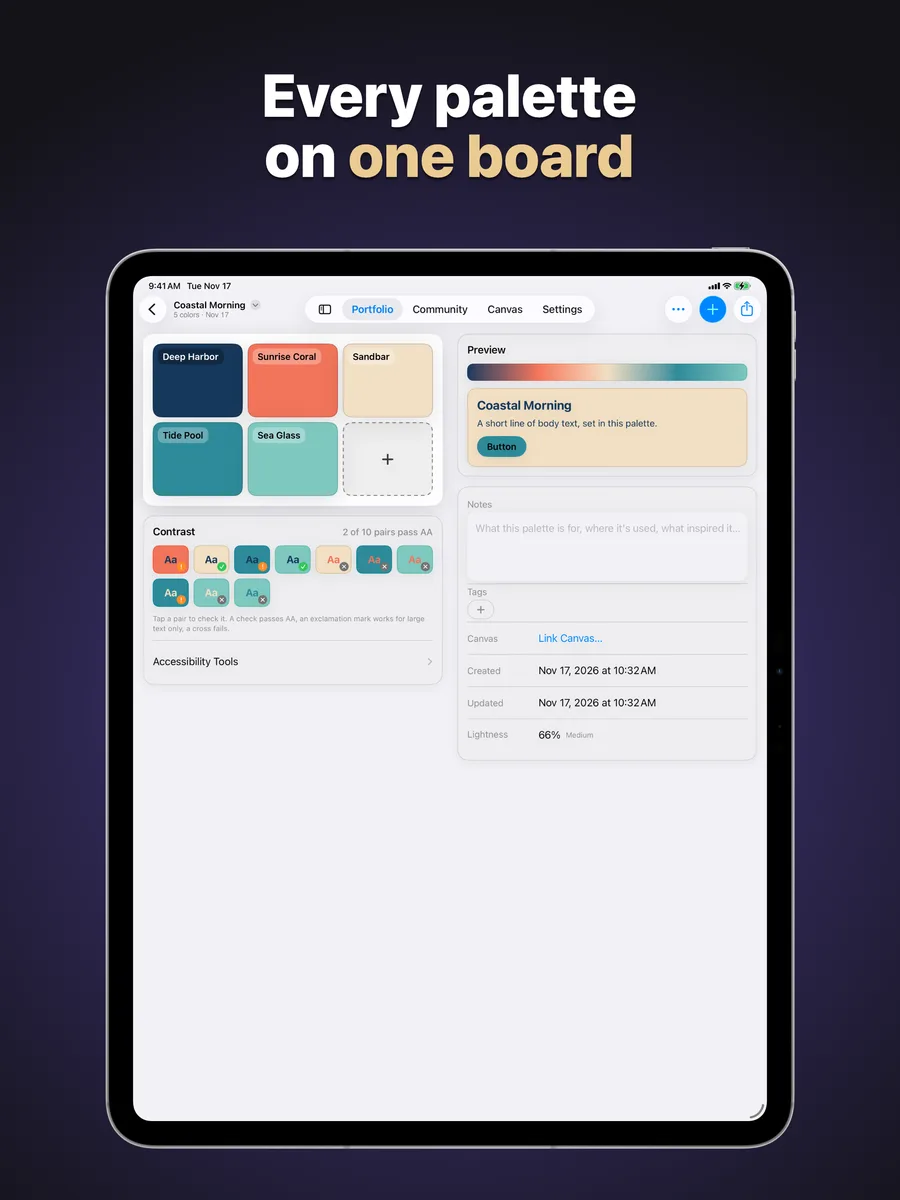 Every palette
on one board
9:41 AM Tue Nov 17
Coastal Morning
5 colors · Nov 17
Portfolio
Community
Canvas
Settings
Deep Harbor
Sunrise Coral
Sandbar
Tide Pool
Sea Glass
+
Contrast
2 of 10 pairs pass AA
Aa Aa Aa Aa Aa Aa Aa
Aa Aa Aa
Tap a pair to check it. A check passes AA, an exclamation mark works for large
text only, a cross fails.
Accessibility Tools
Preview
Coastal Morning
A short line of body text, set in this palette.
Button
Notes
What this palette is for, where it's used, what inspired it...
Tags
+
Canvas
Link Canvas...
Created
Nov 17, 2026 at 10:32 AM
Updated
Nov 17, 2026 at 10:32 AM
Lightness
66% Medium